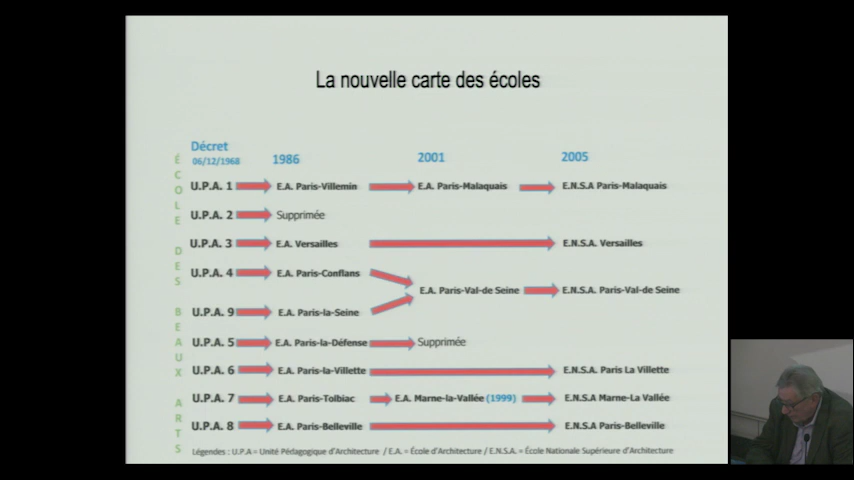 La nouvelle carte des écoles
ÉCOLE DES BEAUX ARTS
Décret
06/12/1968 1986 2001 2005
U.P.A. 1 E.A. Paris-Villemin E.A. Paris-Malaquais E.N.S.A Paris-Malaquais
U.P.A. 2 Supprimée
U.P.A. 3 E.A. Versailles E.N.S.A. Versailles
U.P.A. 4 E.A. Paris-Conflans
E.A. Paris-Val-de Seine E.N.S.A. Paris-Val-de Seine
U.P.A. 9 E.A. Paris-la-Seine
U.P.A. 5 E.A. Paris-la-Défense Supprimée
U.P.A. 6 E.A. Paris-la-Villette E.N.S.A. Paris La Villette
U.P.A. 7 E.A. Paris-Tolbiac E.A. Marne-la-Vallée (1999) E.N.S.A Marne-La Vallée
U.P.A. 8 E.A. Paris-Belleville E.N.S.A Paris-Belleville
Légendes : U.P.A = Unité Pédagogique d'Architecture / E.A. = École d'Architecture / E.N.S.A. = École Nationale Supérieure d'Architecture